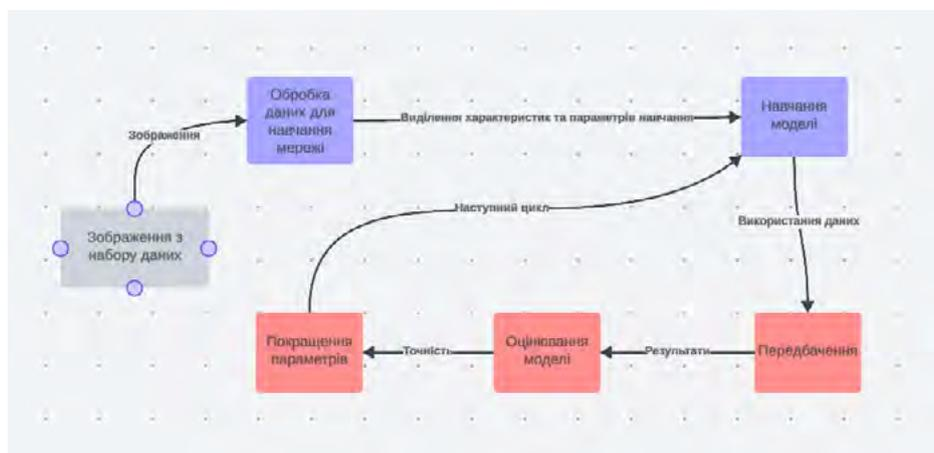 Обробка
даних для
навчання
мережі
Виділення характеристик та параметрів навчання
Навчання
моделі
Зображення
Наступний цикл
Використання даних
Зображення з
набору даних
Покращення
параметрів
Точність
Оцінювання
моделі
Результати
Передбачення